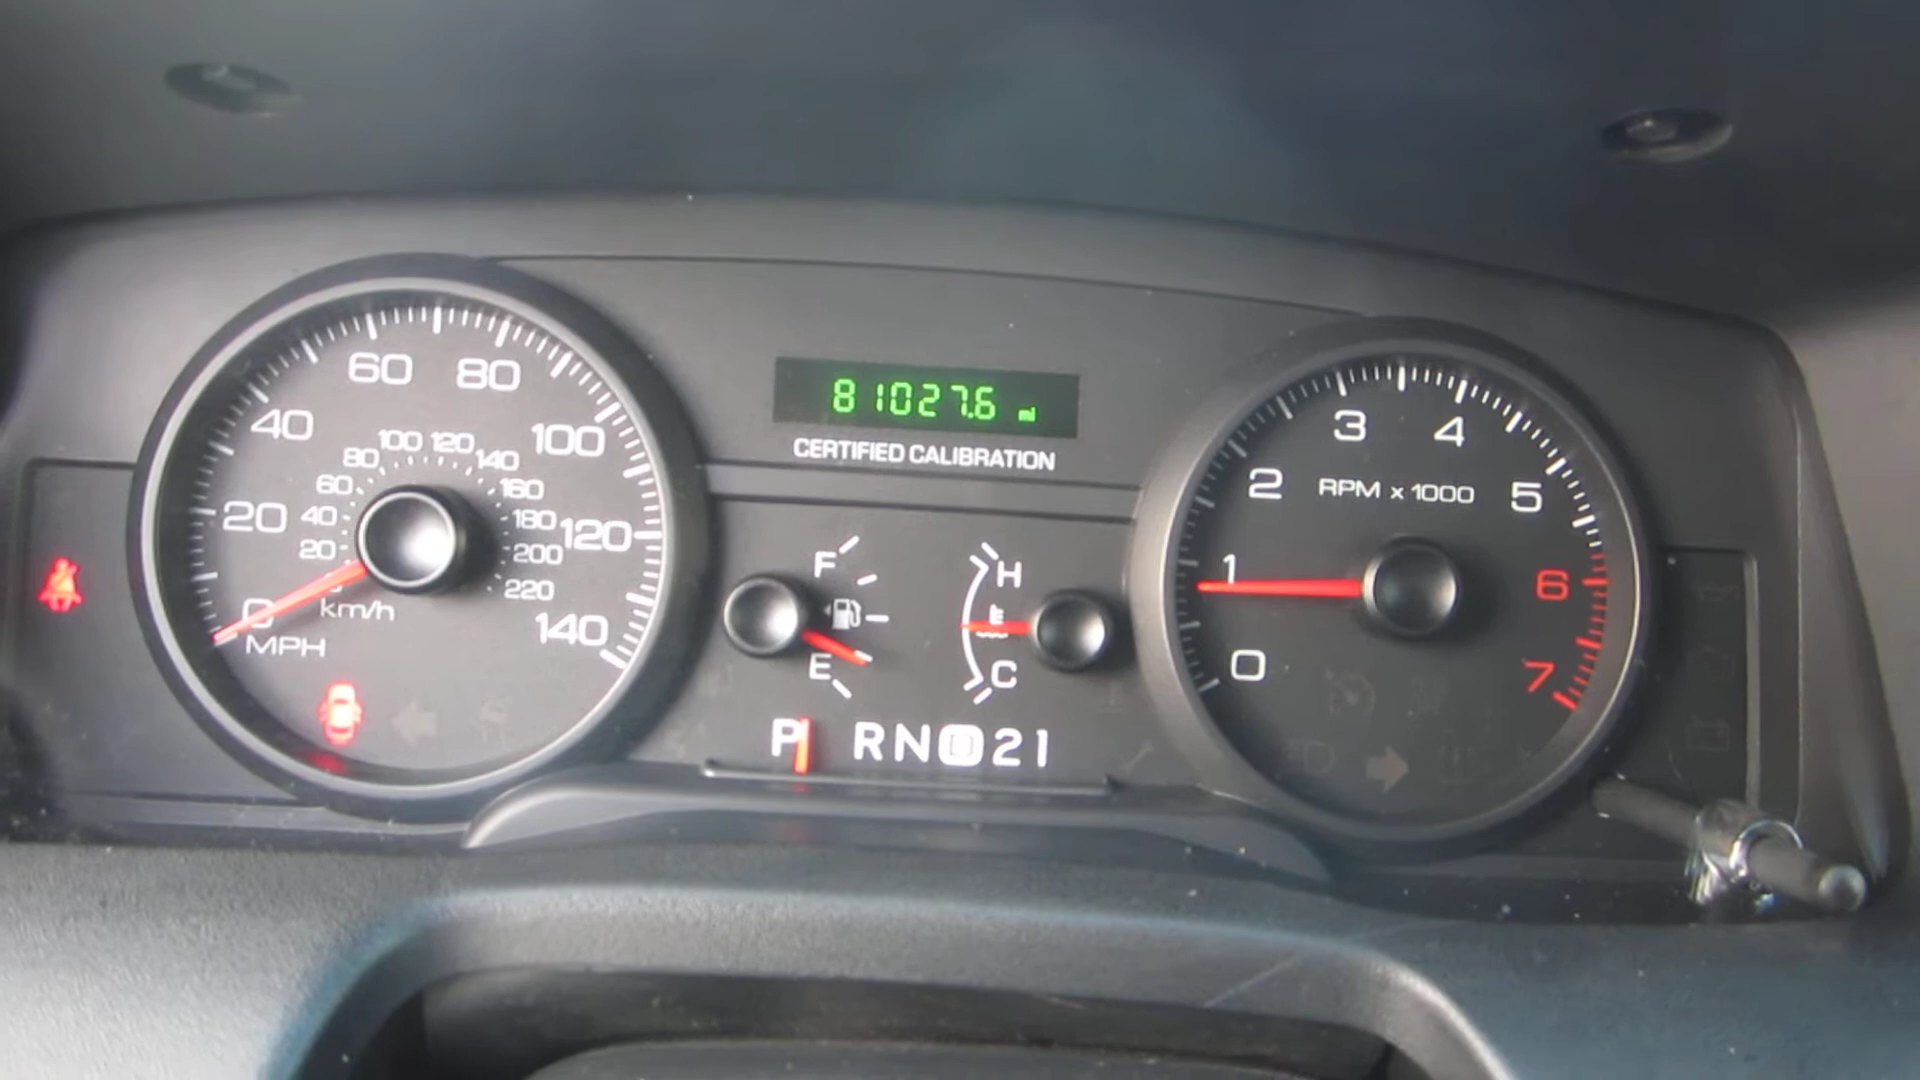 81027.6 mi
CERTIFIED CALIBRATION
0 20 40 60 80 100 120 140
MPH
20 40 60 80 100 120 140 160 180 200 220
km/h
F
E
H
C
P R N D 2 1
0 1 2 3 4 5 6 7
RPM x 1000